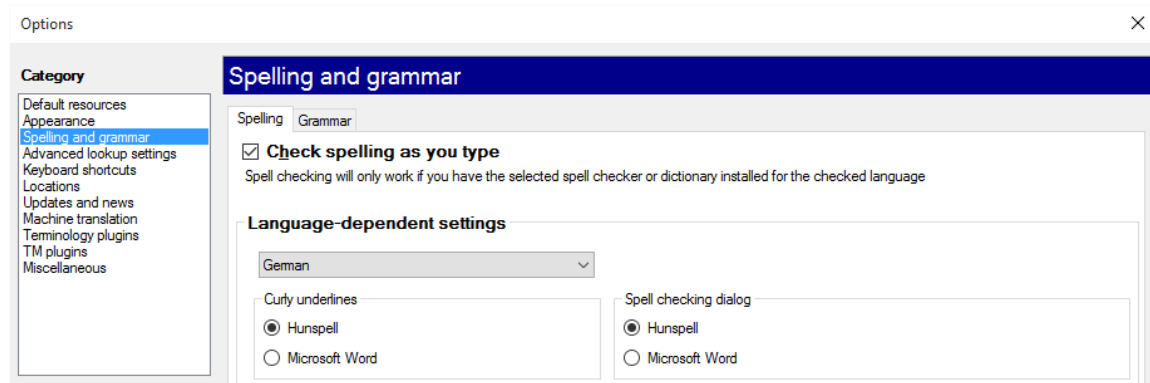 Options
Category
Default resources
Appearance
Spelling and grammar
Advanced lookup settings
Keyboard shortcuts
Locations
Updates and news
Machine translation
Terminology plugins
TM plugins
Miscellaneous
Spelling and grammar
Spelling Grammar
Check spelling as you type
Spell checking will only work if you have the selected spell checker or dictionary installed for the checked language
Language-dependent settings
German
Curly underlines
Hunspell
Microsoft Word
Spell checking dialog
Hunspell
Microsoft Word